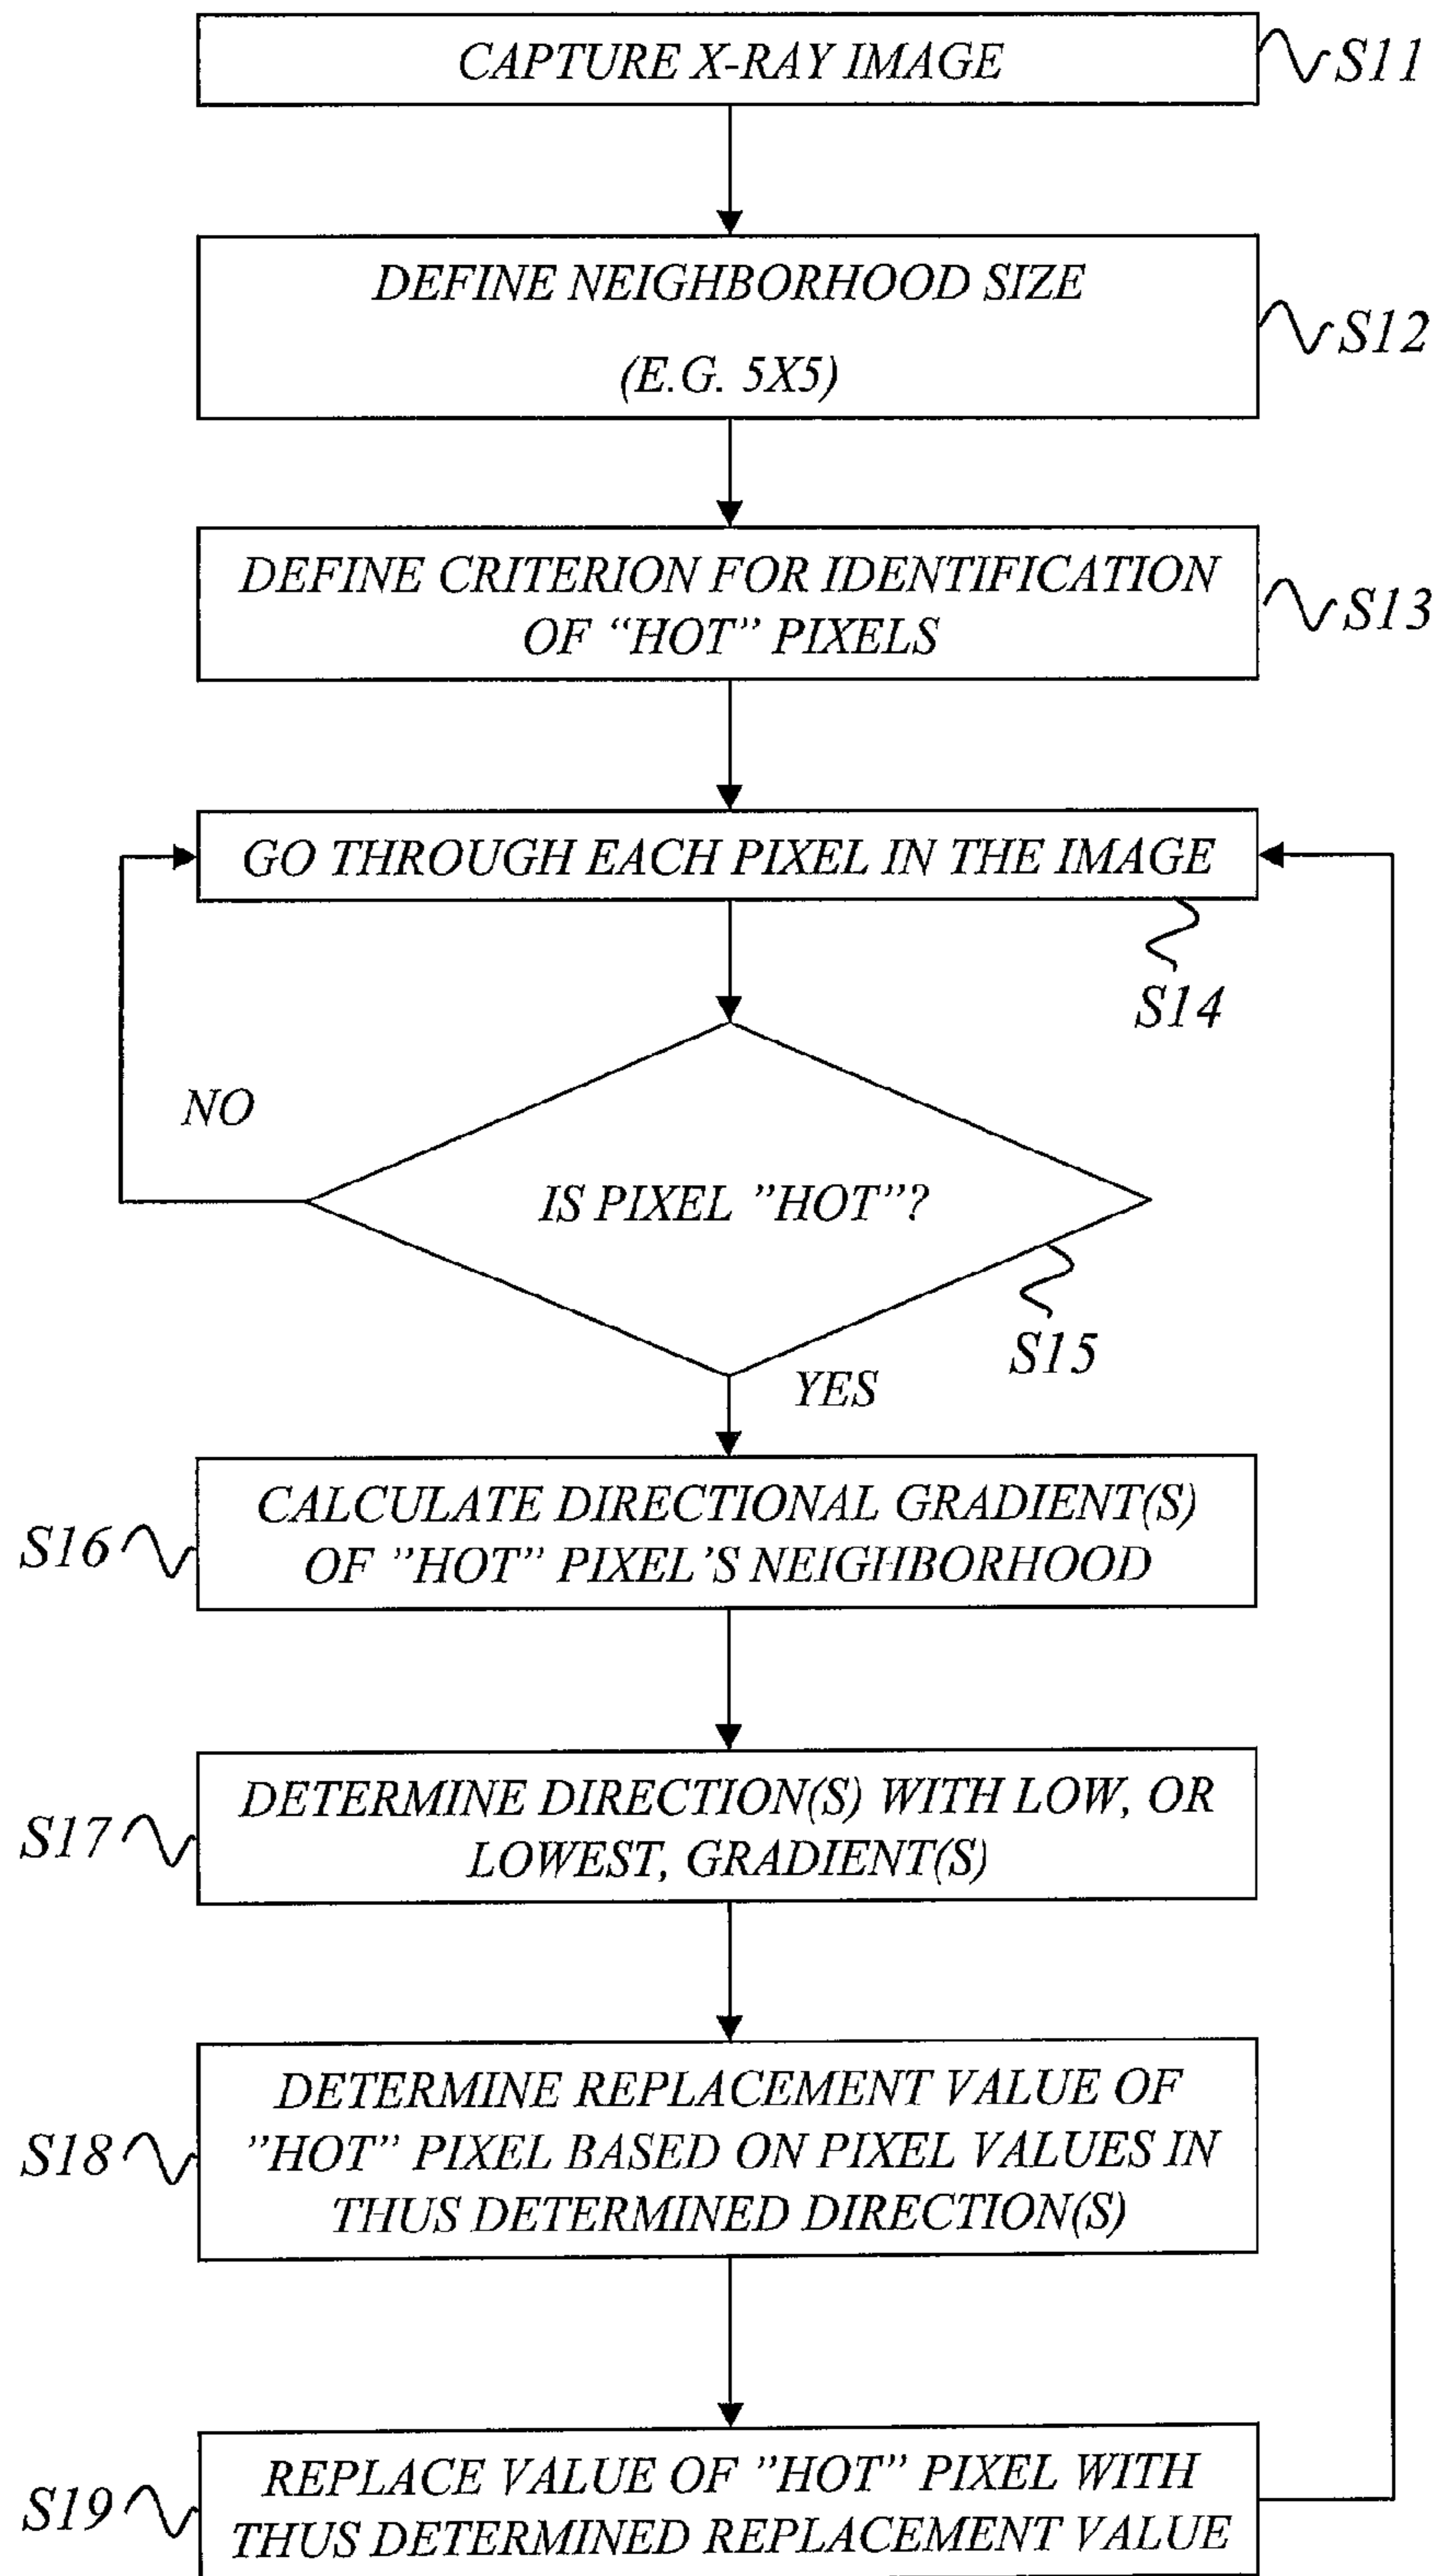 CAPTURE X-RAY IMAGE
S11
DEFINE NEIGHBORHOOD SIZE
(E.G. 5X5)
S12
DEFINE CRITERION FOR IDENTIFICATION
OF “HOT” PIXELS
S13
GO THROUGH EACH PIXEL IN THE IMAGE
S14
NO
IS PIXEL ”HOT”?
S15
YES
CALCULATE DIRECTIONAL GRADIENT(S)
OF ”HOT” PIXEL’S NEIGHBORHOOD
S16
DETERMINE DIRECTION(S) WITH LOW, OR
LOWEST, GRADIENT(S)
S17
DETERMINE REPLACEMENT VALUE OF
”HOT” PIXEL BASED ON PIXEL VALUES IN
THUS DETERMINED DIRECTION(S)
S18
REPLACE VALUE OF ”HOT” PIXEL WITH
THUS DETERMINED REPLACEMENT VALUE
S19